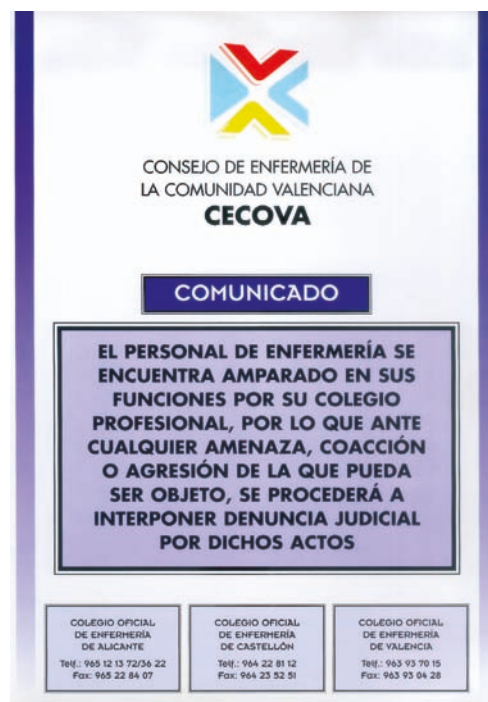 CONSEJO DE ENFERMERÍA DE
LA COMUNIDAD VALENCIANA
CECOVA
COMUNICADO
EL PERSONAL DE ENFERMERÍA SE
ENCUENTRA AMPARADO EN SUS
FUNCIONES POR SU COLEGIO
PROFESIONAL, POR LO QUE ANTE
CUALQUIER AMENAZA, COACCIÓN
O AGRESIÓN DE LA QUE PUEDA
SER OBJETO, SE PROCEDERÁ A
INTERPONER DENUNCIA JUDICIAL
POR DICHOS ACTOS
COLEGIO OFICIAL
DE ENFERMERÍA
DE ALICANTE
Telf.: 965 12 13 72/36 22
Fax: 965 22 84 07
COLEGIO OFICIAL
DE ENFERMERÍA
DE CASTELLÓN
Telf.: 964 22 81 12
Fax: 964 23 52 51
COLEGIO OFICIAL
DE ENFERMERÍA
DE VALENCIA
Telf.: 963 93 70 15
Fax: 963 93 04 28